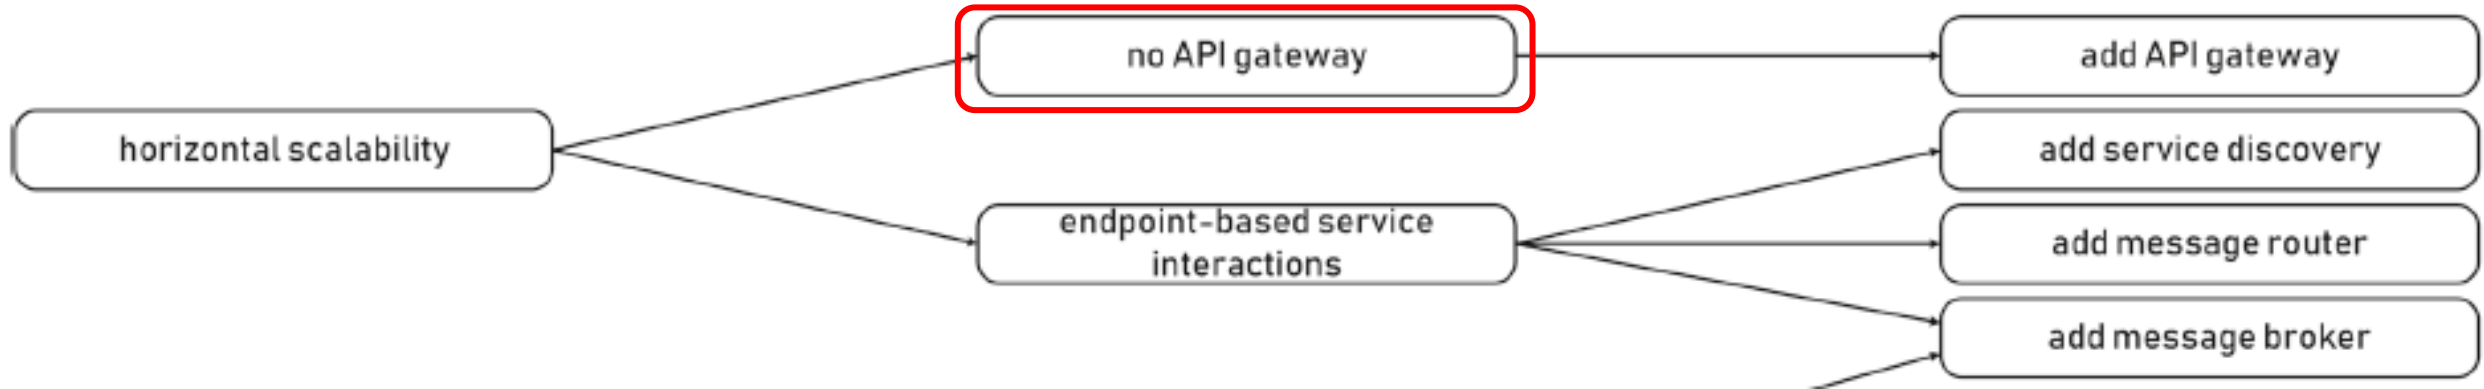 no API gateway
add API gateway
horizontal scalability
add service discovery
endpoint-based service
interactions
add message router
add message broker